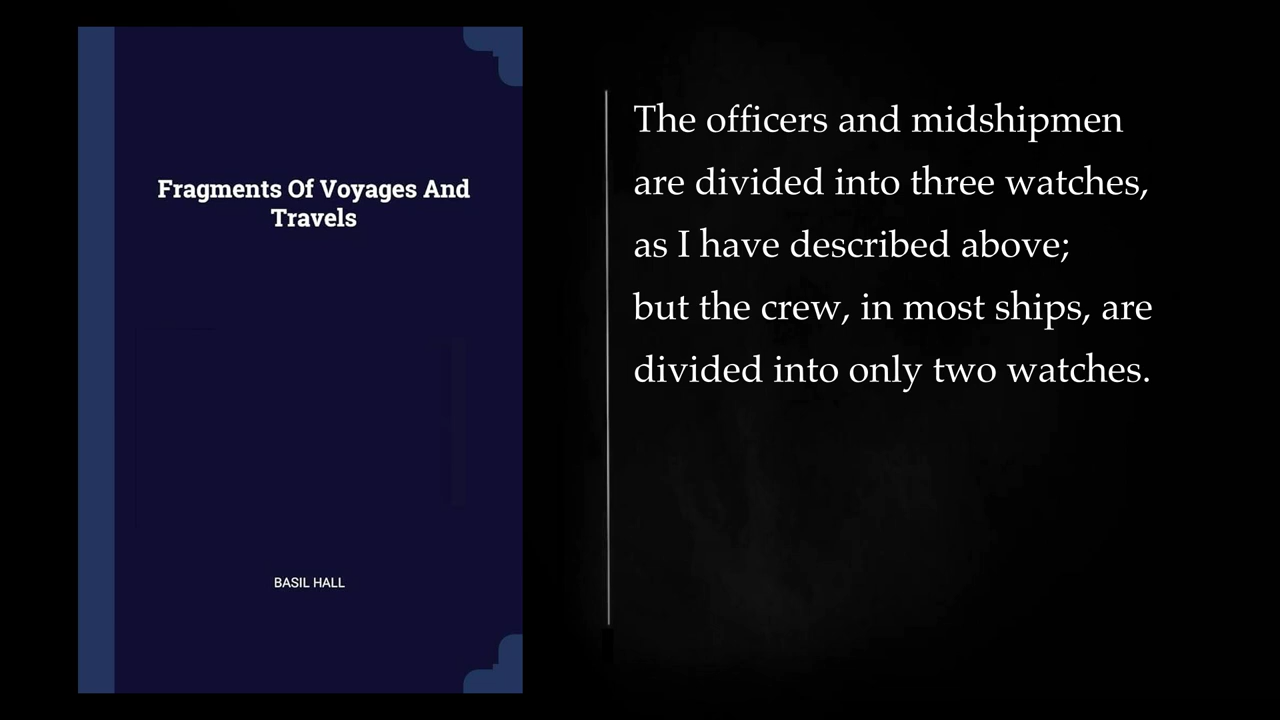 Fragments Of Voyages And
Travels
BASIL HALL
The officers and midshipmen
are divided into three watches,
as I have described above;
but the crew, in most ships, are
divided into only two watches.